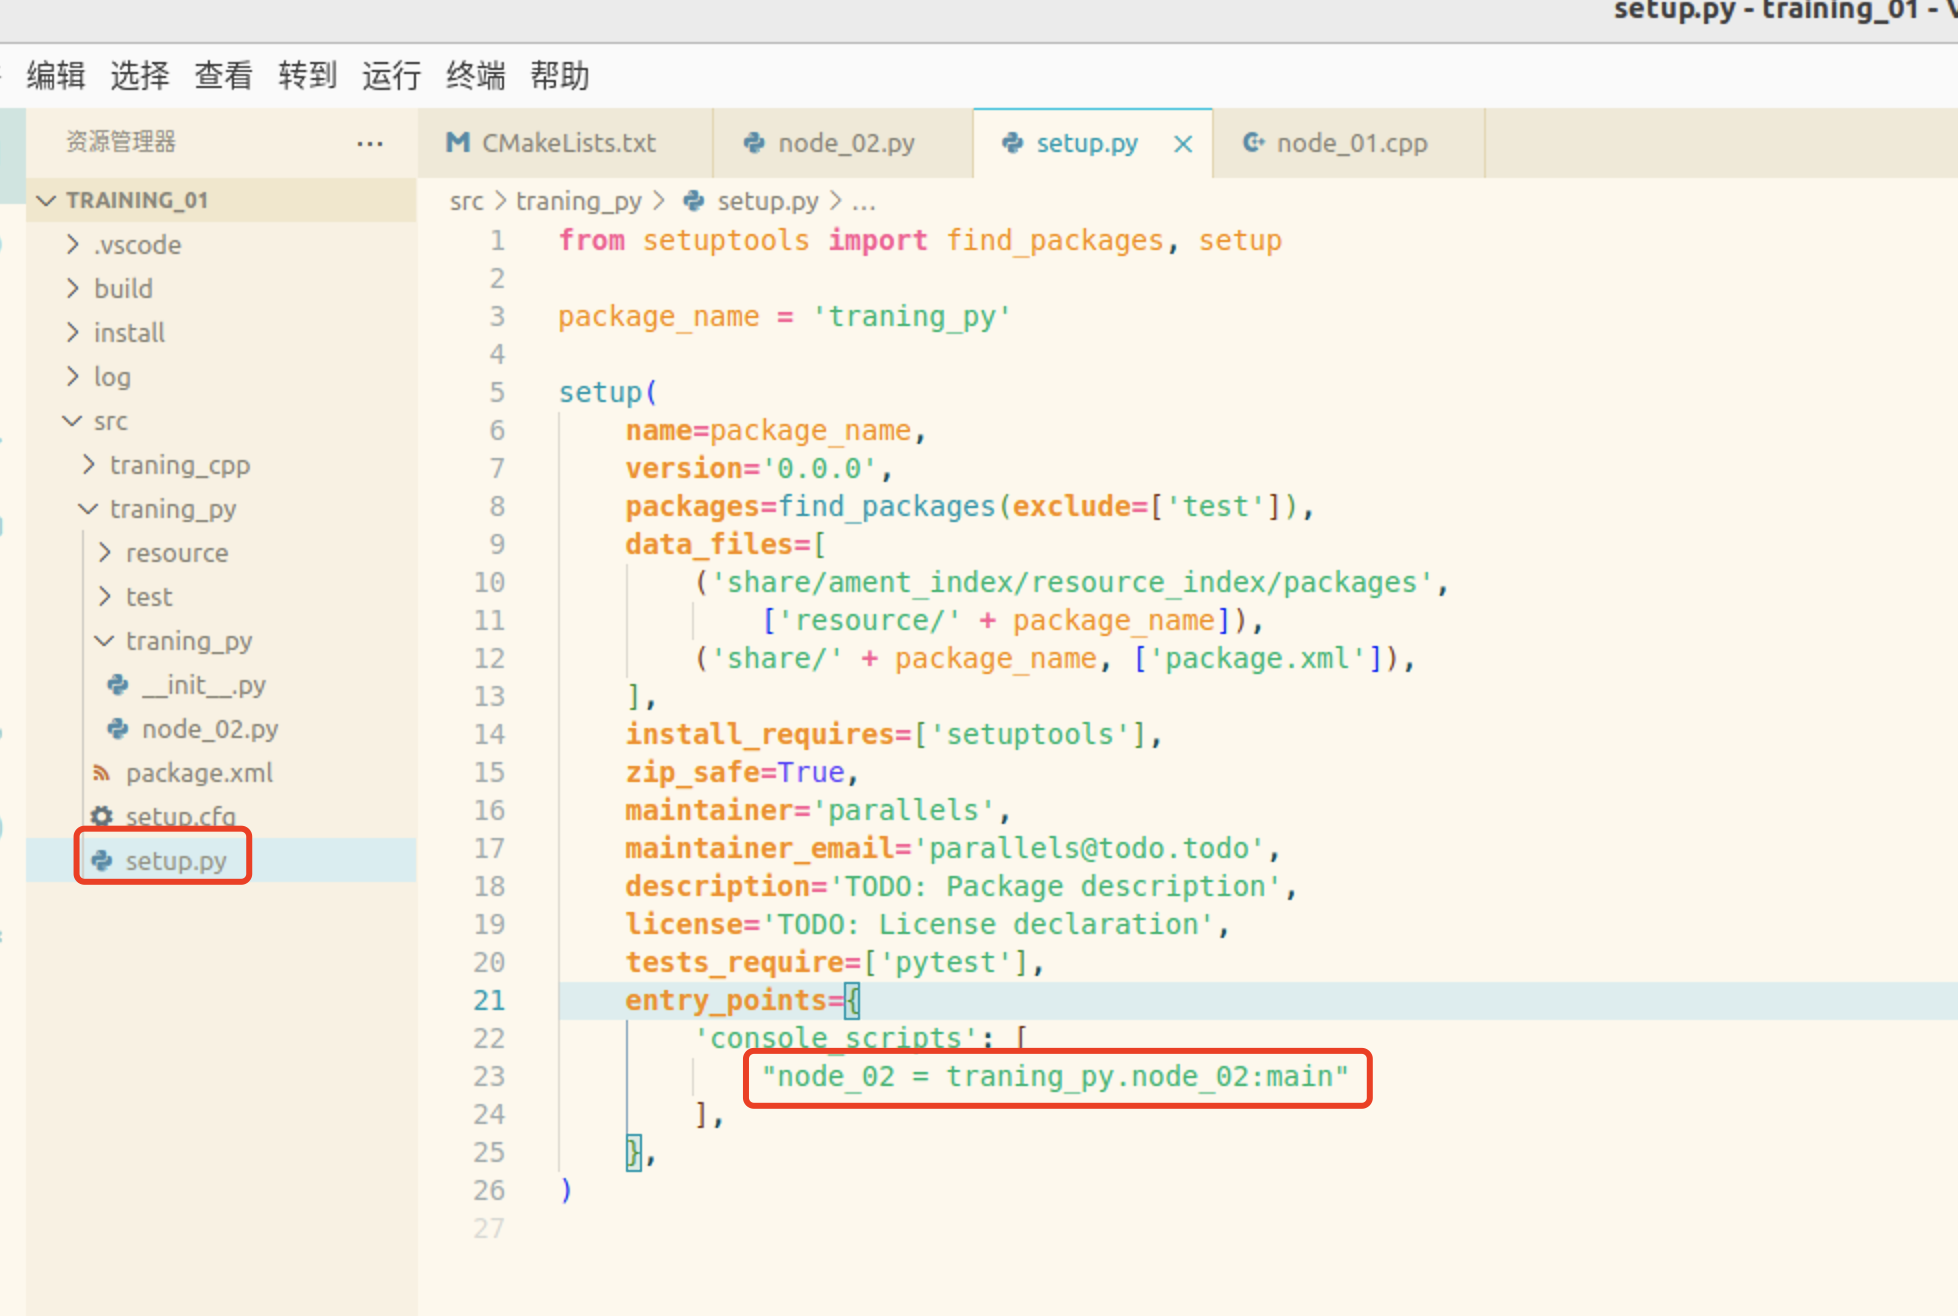 setup.py - training_01 -
编辑 选择 查看 转到 运行 终端 帮助
资源管理器 ...
CMakeLists.txt node_02.py setup.py × node_01.cpp
TRAINING_01
.vscode
build
install
log
src
traning_cpp
traning_py
resource
test
traning_py
__init__.py
node_02.py
package.xml
setup.cfg
setup.py
src > traning_py > setup.py > ...
1 from setuptools import find_packages, setup
2
3 package_name = 'traning_py'
4
5 setup(
6     name=package_name,
7     version='0.0.0',
8     packages=find_packages(exclude=['test']),
9     data_files=[
10         ('share/ament_index/resource_index/packages',
11             ['resource/' + package_name]),
12         ('share/' + package_name, ['package.xml']),
13     ],
14     install_requires=['setuptools'],
15     zip_safe=True,
16     maintainer='parallels',
17     maintainer_email='parallels@todo.todo',
18     description='TODO: Package description',
19     license='TODO: License declaration',
20     tests_require=['pytest'],
21     entry_points={
22         'console_scripts': [
23             "node_02 = traning_py.node_02:main"
24         ],
25     },
26 )
27